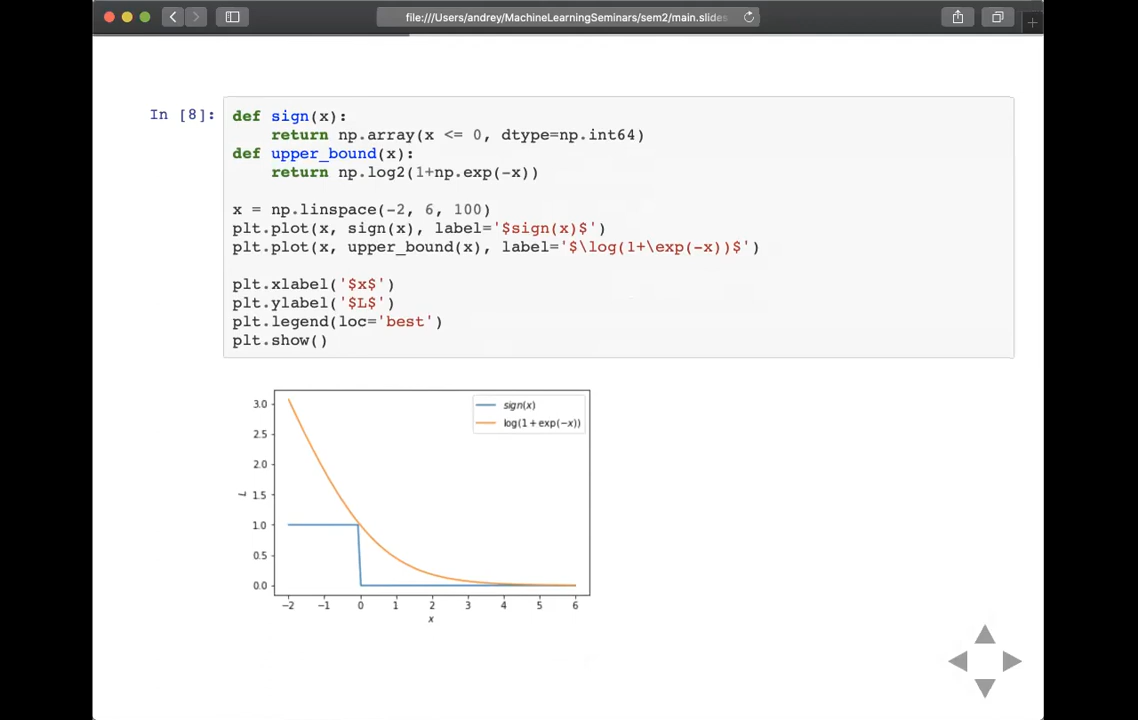 file:///Users/andrey/MachineLearningSeminars/sem2/main.slides
In [8]:
def sign(x):
    return np.array(x <= 0, dtype=np.int64)
def upper_bound(x):
    return np.log2(1+np.exp(-x))
x = np.linspace(-2, 6, 100)
plt.plot(x, sign(x), label='$sign(x)$')
plt.plot(x, upper_bound(x), label='$\log(1+\exp(-x))$')
plt.xlabel('$x$')
plt.ylabel('$L$')
plt.legend(loc='best')
plt.show()
sign(x)
log(1 + exp(−x))
3.0
2.5
2.0
1.5
1.0
0.5
0.0
L
−2 −1 0 1 2 3 4 5 6
x